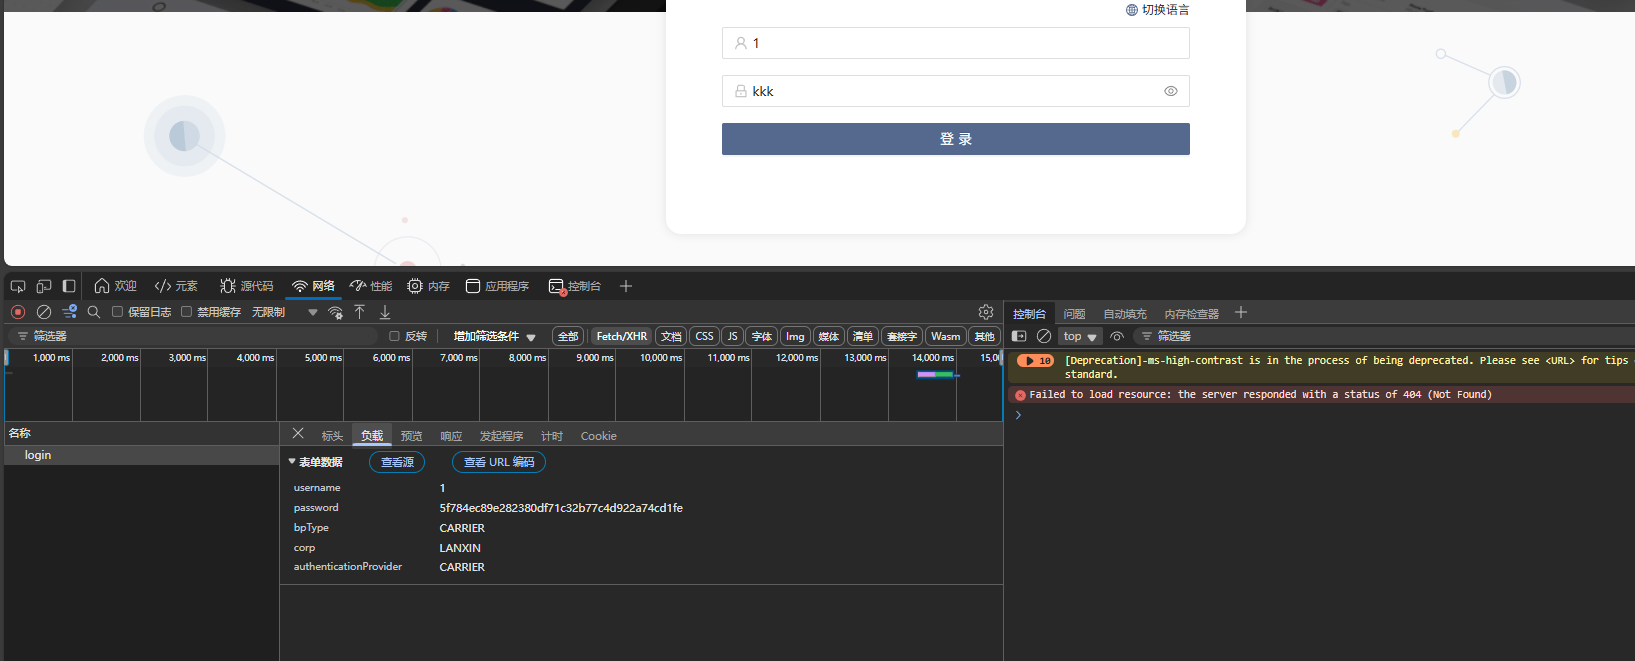 切换语言
1
kkk
登 录
欢迎 元素 源代码 网络 性能 内存 应用程序 控制台
保留日志 禁用缓存 无限制
筛选器 反转 增加筛选条件 全部 Fetch/XHR 文档 CSS JS 字体 Img 媒体 清单 套接字 Wasm 其他
1,000 ms 2,000 ms 3,000 ms 4,000 ms 5,000 ms 6,000 ms 7,000 ms 8,000 ms 9,000 ms 10,000 ms 11,000 ms 12,000 ms 13,000 ms 14,000 ms 15,0
名称
login
标头 负载 预览 响应 发起程序 计时 Cookie
表单数据 查看源 查看 URL 编码
username 1
password 5f784ec89e282380df71c32b77c4d922a74cd1fe
bpType CARRIER
corp LANXIN
authenticationProvider CARRIER
控制台 问题 自动填充 内存检查器
top 筛选器
10 [Deprecation]-ms-high-contrast is in the process of being deprecated. Please see <URL> for tips
standard.
Failed to load resource: the server responded with a status of 404 (Not Found)